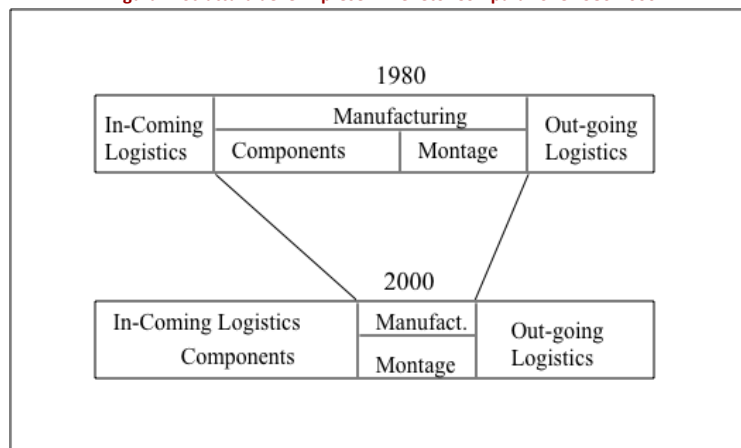 1980
In-Coming
Logistics
Manufacturing
Components
Montage
Out-going
Logistics
2000
In-Coming Logistics
Components
Manufact.
Montage
Out-going
Logistics